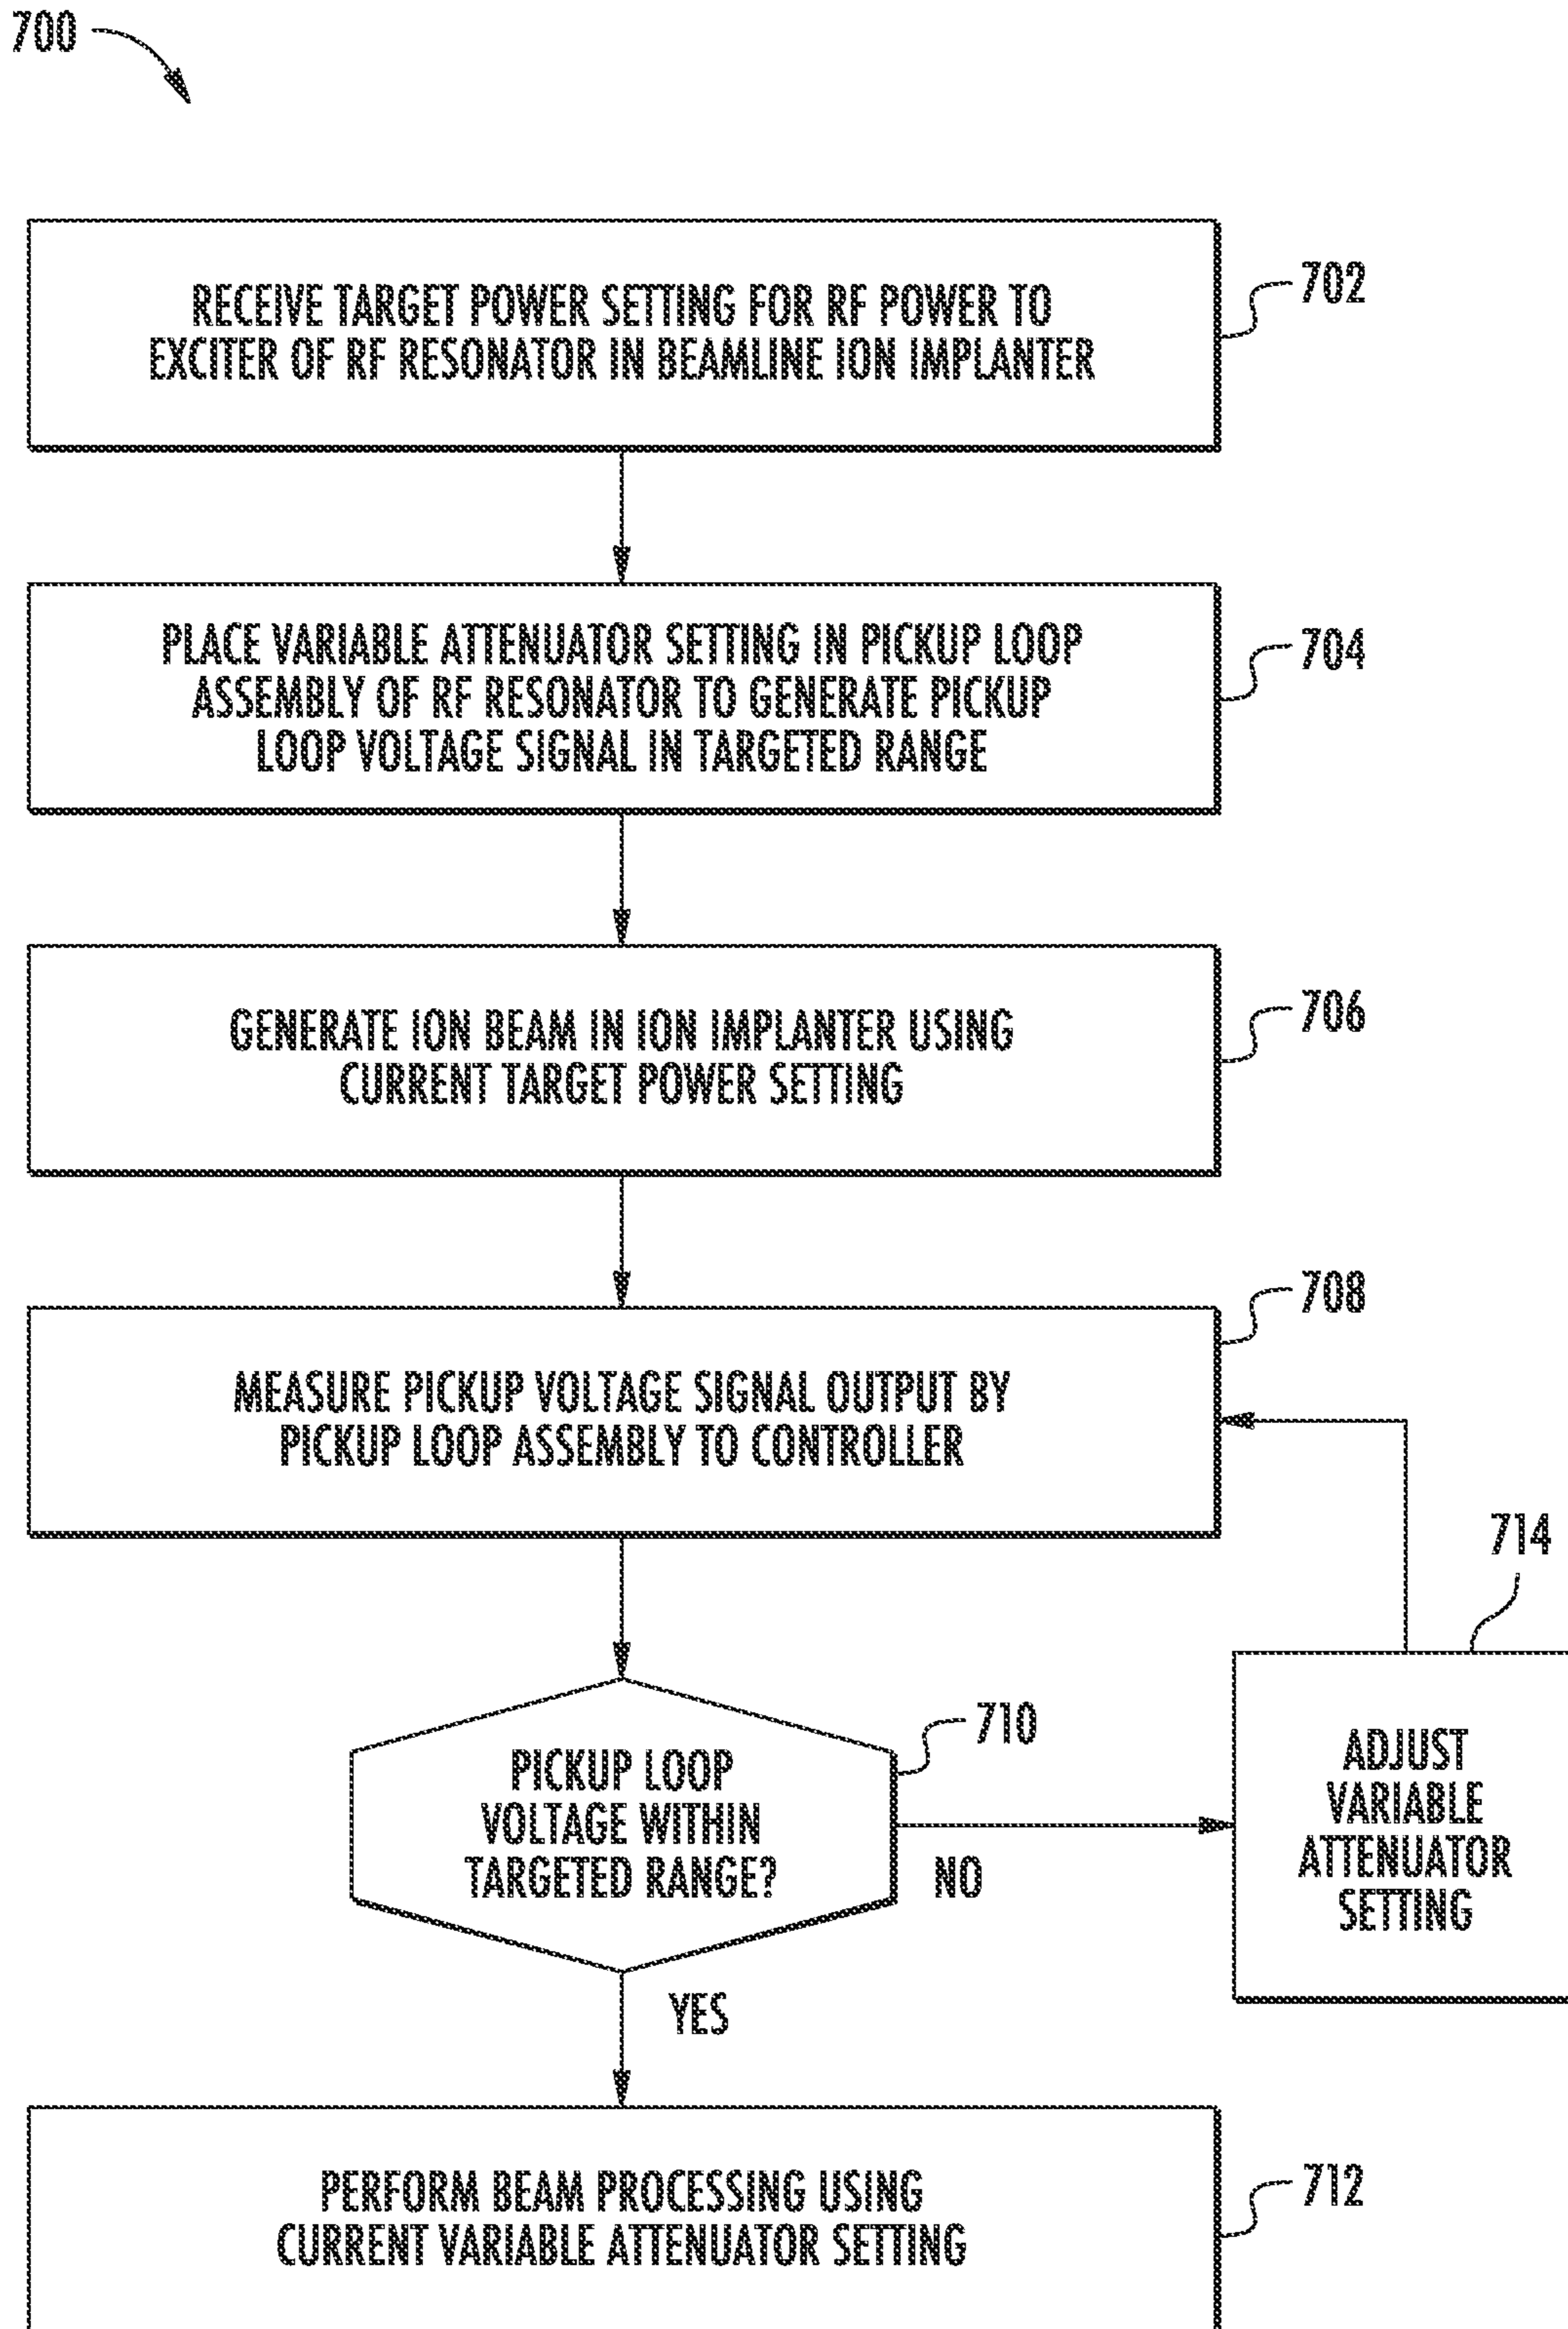 700
RECEIVE TARGET POWER SETTING FOR RF POWER TO
EXCITER OF RF RESONATOR IN BEAMLINE ION IMPLANTER
702
PLACE VARIABLE ATTENUATOR SETTING IN PICKUP LOOP
ASSEMBLY OF RF RESONATOR TO GENERATE PICKUP
LOOP VOLTAGE SIGNAL IN TARGETED RANGE
704
GENERATE ION BEAM IN ION IMPLANTER USING
CURRENT TARGET POWER SETTING
706
MEASURE PICKUP VOLTAGE SIGNAL OUTPUT BY
PICKUP LOOP ASSEMBLY TO CONTROLLER
708
PICKUP LOOP
VOLTAGE WITHIN
TARGETED RANGE?
710
NO
714
ADJUST
VARIABLE
ATTENUATOR
SETTING
YES
PERFORM BEAM PROCESSING USING
CURRENT VARIABLE ATTENUATOR SETTING
712